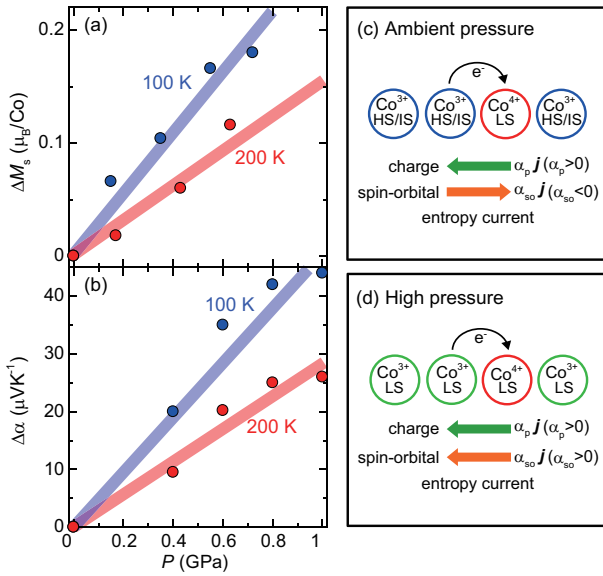 (a)
0.2
0.1
0
ΔMs (μB/Co)
100 K
200 K
(b)
40
30
20
10
0
Δα (μVK⁻¹)
100 K
200 K
0 0.2 0.4 0.6 0.8 1
P (GPa)
(c) Ambient pressure
e⁻
Co³⁺ Co³⁺ Co⁴⁺ Co³⁺
HS/IS HS/IS LS HS/IS
charge αp j (αp>0)
spin-orbital αso j (αso<0)
entropy current
(d) High pressure
e⁻
Co³⁺ Co³⁺ Co⁴⁺ Co³⁺
LS LS LS LS
charge αp j (αp>0)
spin-orbital αso j (αso>0)
entropy current